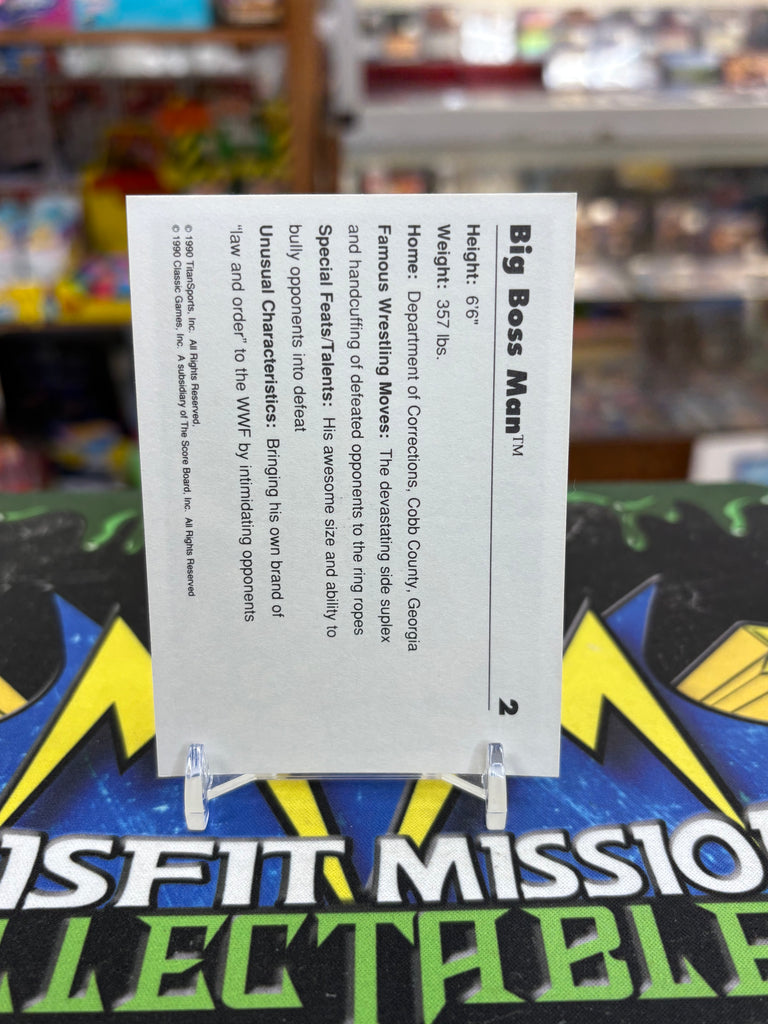 Big Boss Man™ 2
Height: 6'6"
Weight: 357 lbs.
Home: Department of Corrections, Cobb County, Georgia
Famous Wrestling Moves: The devastating side suplex
and handcuffing of defeated opponents to the ring ropes
Special Feats/Talents: His awesome size and ability to
bully opponents into defeat
Unusual Characteristics: Bringing his own brand of
"law and order" to the WWF by intimidating opponents
© 1990 TitanSports, Inc. All Rights Reserved.
© 1990 Classic Games, Inc. A subsidiary of The Score Board, Inc. All Rights Reserved
ISFIT MISSIO
LLECTABLE